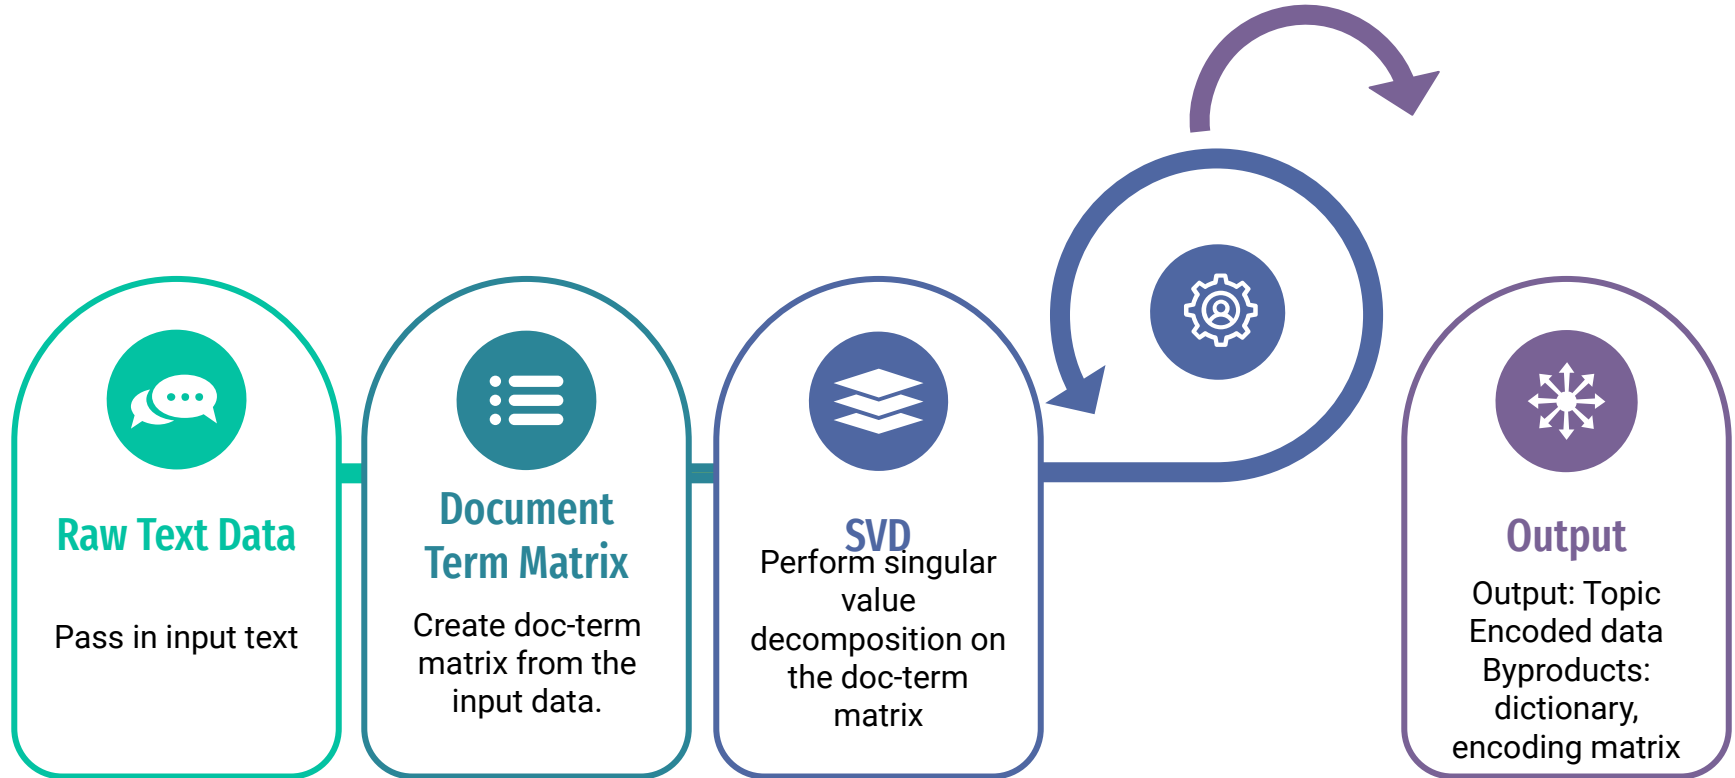 Raw Text Data
Pass in input text
Document
Term Matrix
Create doc-term
matrix from the
input data.
SVD
Perform singular
value
decomposition on
the doc-term
matrix
Output
Output: Topic
Encoded data
Byproducts:
dictionary,
encoding matrix